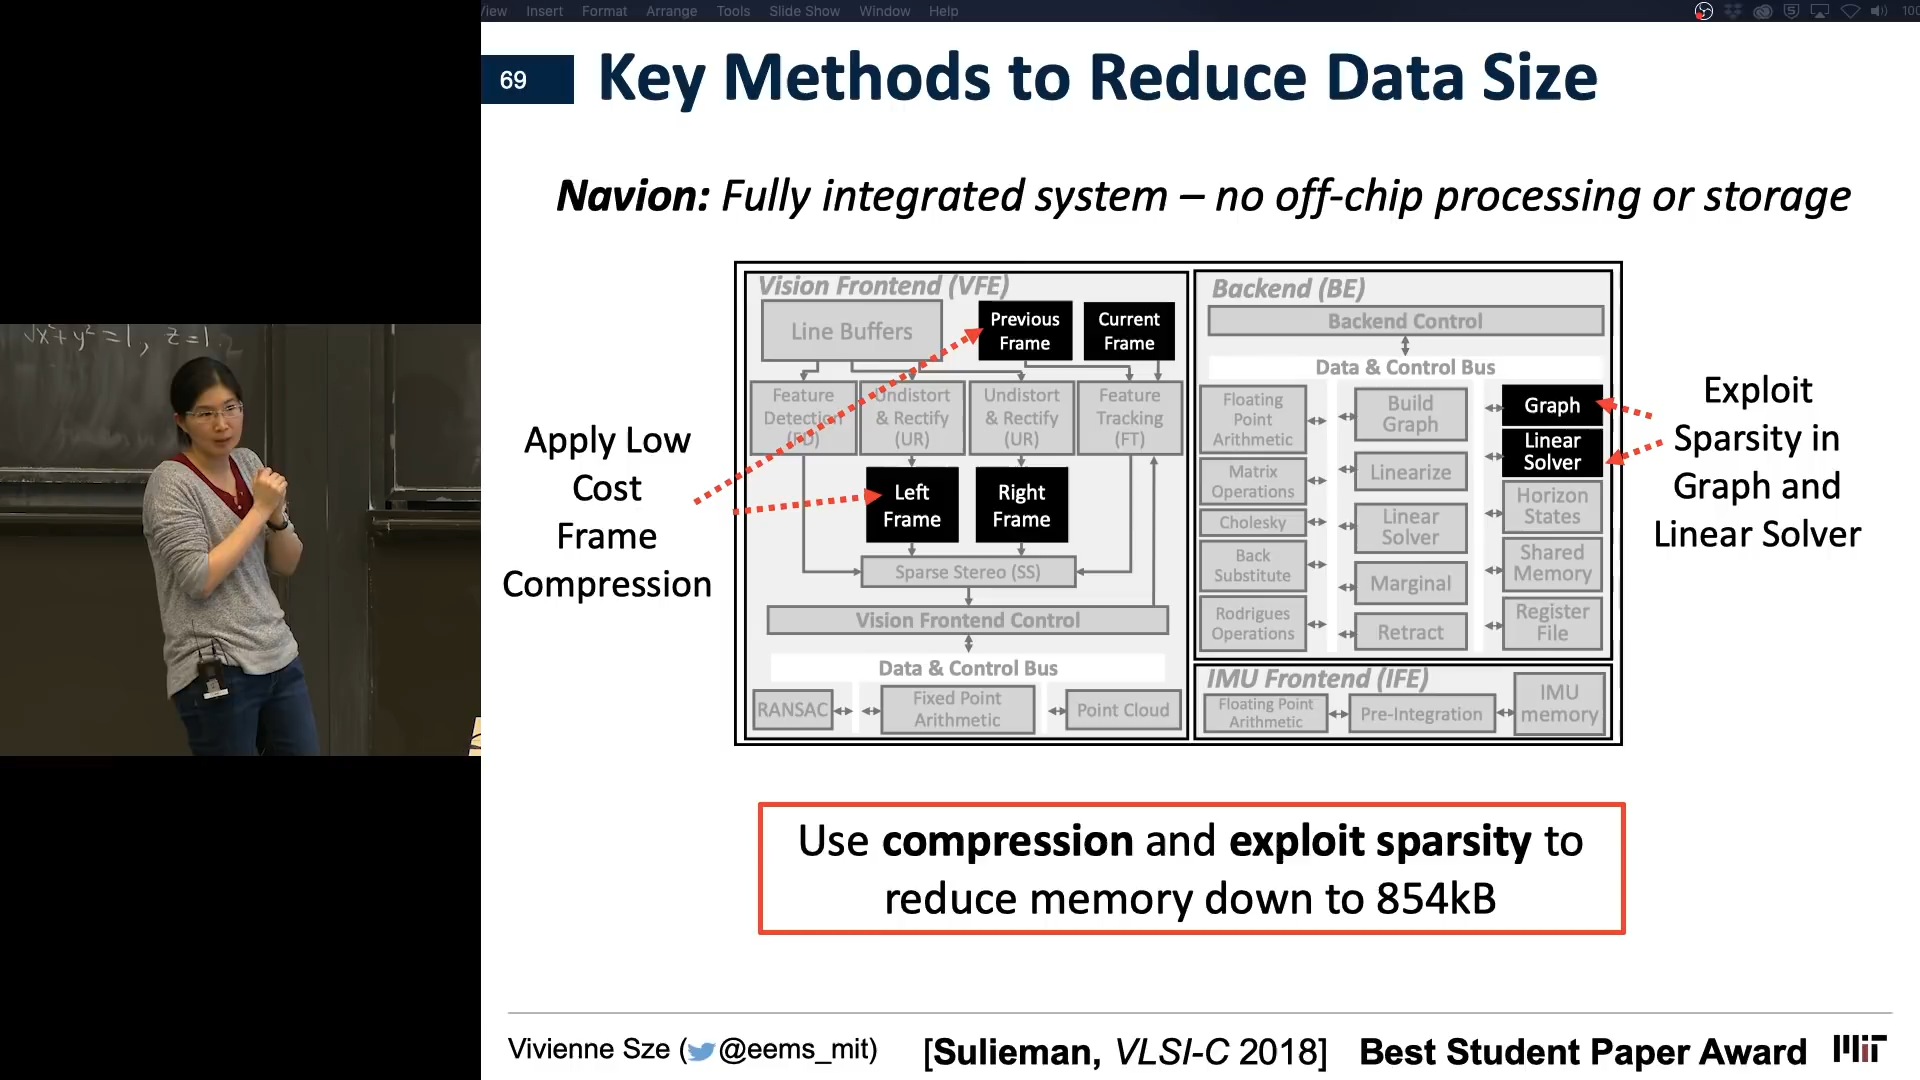 View Insert Format Arrange Tools Slide Show Window Help
69
Key Methods to Reduce Data Size
Navion: Fully integrated system – no off-chip processing or storage
Vision Frontend (VFE)
Line Buffers
Previous
Frame
Current
Frame
Feature
Detection
(FD)
Undistort
& Rectify
(UR)
Undistort
& Rectify
(UR)
Feature
Tracking
(FT)
Left
Frame
Right
Frame
Sparse Stereo (SS)
Vision Frontend Control
Data & Control Bus
RANSAC
Fixed Point
Arithmetic
Point Cloud
Backend (BE)
Backend Control
Data & Control Bus
Floating
Point
Arithmetic
Matrix
Operations
Cholesky
Back
Substitute
Rodrigues
Operations
Build
Graph
Linearize
Linear
Solver
Marginal
Retract
Graph
Linear
Solver
Horizon
States
Shared
Memory
Register
File
IMU Frontend (IFE)
Floating Point
Arithmetic
Pre-Integration
IMU
memory
Apply Low
Cost
Frame
Compression
Exploit
Sparsity in
Graph and
Linear Solver
Use compression and exploit sparsity to
reduce memory down to 854kB
Vivienne Sze (@eems_mit)
[Sulieman, VLSI-C 2018] Best Student Paper Award
MIT
√x²+y² =1, z=1